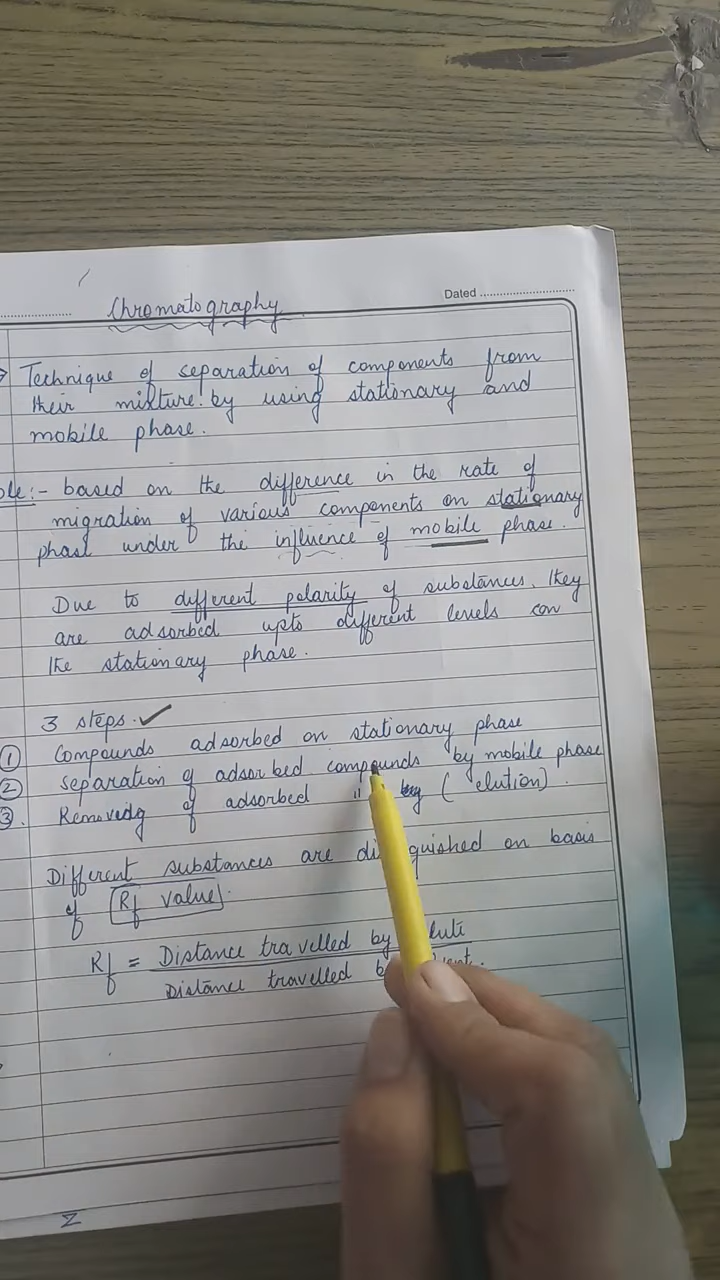 Chromatography
Dated
Technique of separation of components from
their mixture. by using stationary and
mobile phase.
ple:- based on the difference in the rate of
migration of various components on stationary
phase under the influence of mobile phase.
Due to different polarity of substances, they
are adsorbed upto different levels on
the stationary phase.
3 steps.
① Compounds adsorbed on stationary phase
② Separation of adsorbed compounds by mobile phase
③. of adsorbed " (elution).
Different substances are distinguished on basis
of Rf value.
Rf = Distance travelled by
Distance travelled